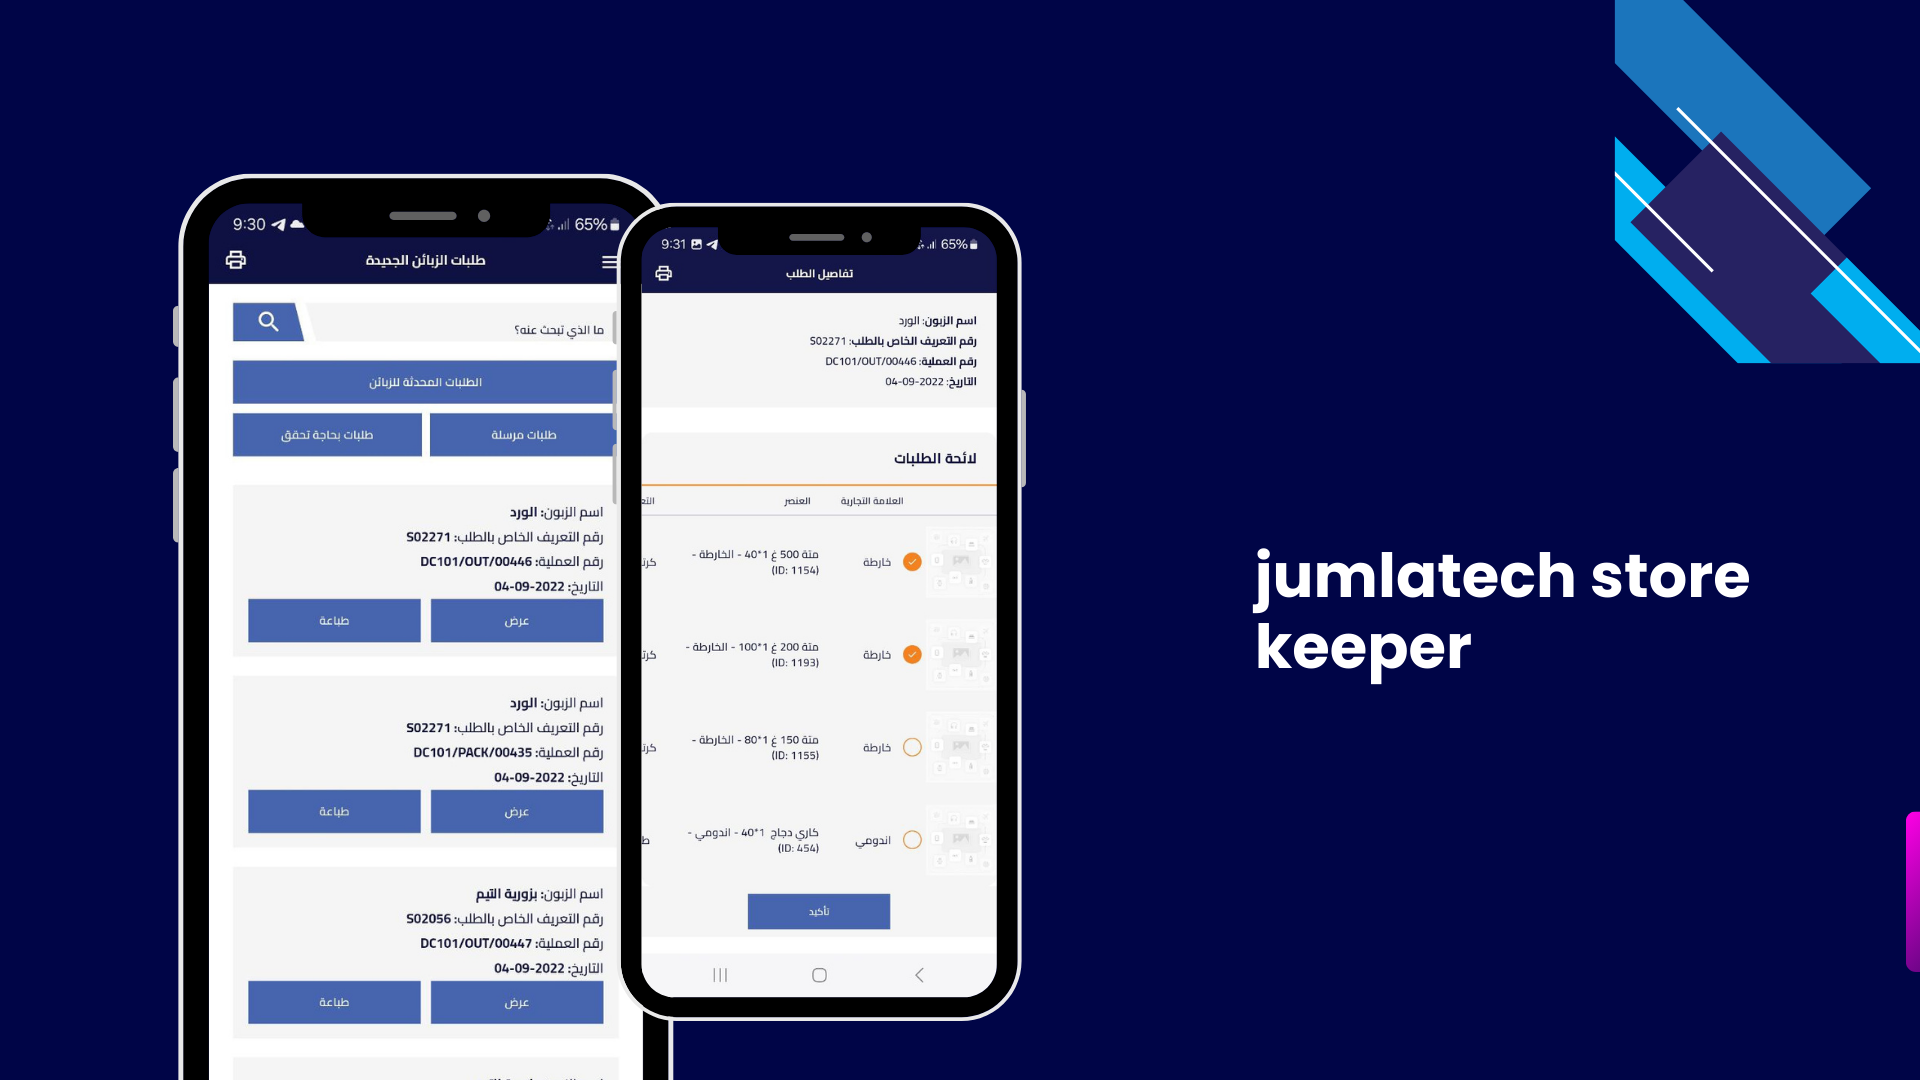 9:30
65%
طلبات الزبائن الجديدة
ما الذي تبحث عنه؟
الطلبات المحدثة للزبائن
طلبات مرسلة
طلبات بحاجة تحقق
اسم الزبون: الورد
رقم التعريف الخاص بالطلب: S02271
رقم العملية: DC101/OUT/00446
التاريخ: 2022-09-04
عرض
طباعة
اسم الزبون: الورد
رقم التعريف الخاص بالطلب: S02271
رقم العملية: DC101/PACK/00435
التاريخ: 2022-09-04
عرض
طباعة
اسم الزبون: بزورية التيم
رقم التعريف الخاص بالطلب: S02056
رقم العملية: DC101/OUT/00447
التاريخ: 2022-09-04
عرض
طباعة
9:31
65%
تفاصيل الطلب
اسم الزبون: الورد
رقم التعريف الخاص بالطلب: S02271
رقم العملية: DC101/OUT/00446
التاريخ: 2022-09-04
لائحة الطلبات
العلامة التجارية العنصر
خارطة
متة 500 غ 1*40 - الخارطة -
(ID: 1154)
خارطة
متة 200 غ 1*100 - الخارطة -
(ID: 1193)
خارطة
متة 150 غ 1*80 - الخارطة -
(ID: 1155)
اندومي
كاري دجاج 1*40 - اندومي -
(ID: 454)
تأكيد
jumlatech store
keeper